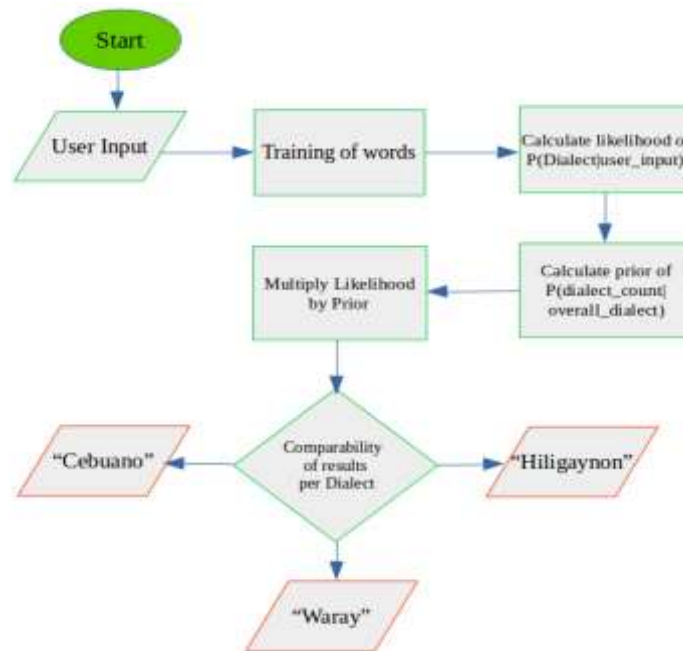 Start
User Input
Training of words
Calculate likelihood o
P(Dialect|user_input)
Calculate prior of
P(dialect_count|
overall_dialect)
Multiply Likelihood
by Prior
Comparability
of results
per Dialect
“Cebuano”
“Hiligaynon”
“Waray”